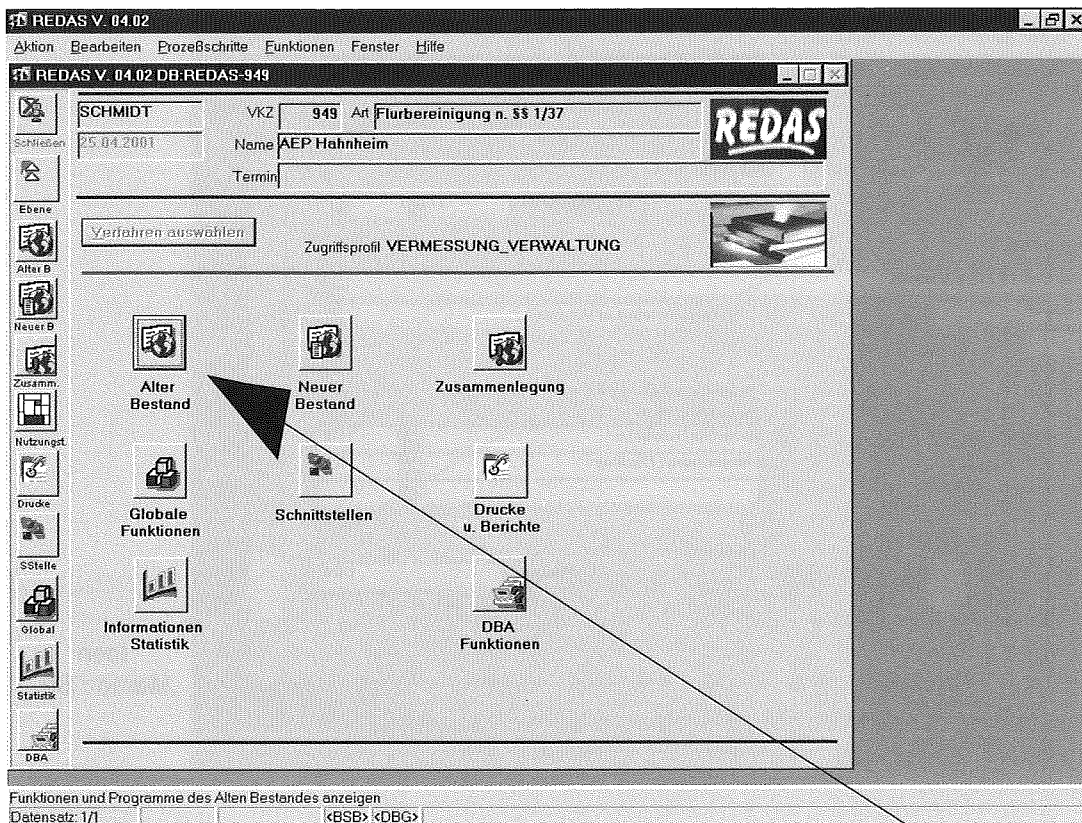 REDAS V. 04.02
Aktion Bearbeiten Prozeßschritte Funktionen Fenster Hilfe
REDAS V. 04.02 DB:REDAS-949
Schließen
Ebene
Alter B
Neuer B
Zusamm.
Nutzungst.
Drucke
SStelle
Global
Statistik
DBA
SCHMIDT VKZ 949 Art Flurbereinigung n. §§ 1/37
25.04.2001 Name AEP Hahnheim
Termin
REDAS
Verfahren auswählen Zugriffsprofil VERMESSUNG_VERWALTUNG
Alter
Bestand
Neuer
Bestand
Zusammenlegung
Globale
Funktionen
Schnittstellen
Drucke
u. Berichte
Informationen
Statistik
DBA
Funktionen
Funktionen und Programme des Alten Bestandes anzeigen
Datensatz: 1/1 <BSB> <DBG>